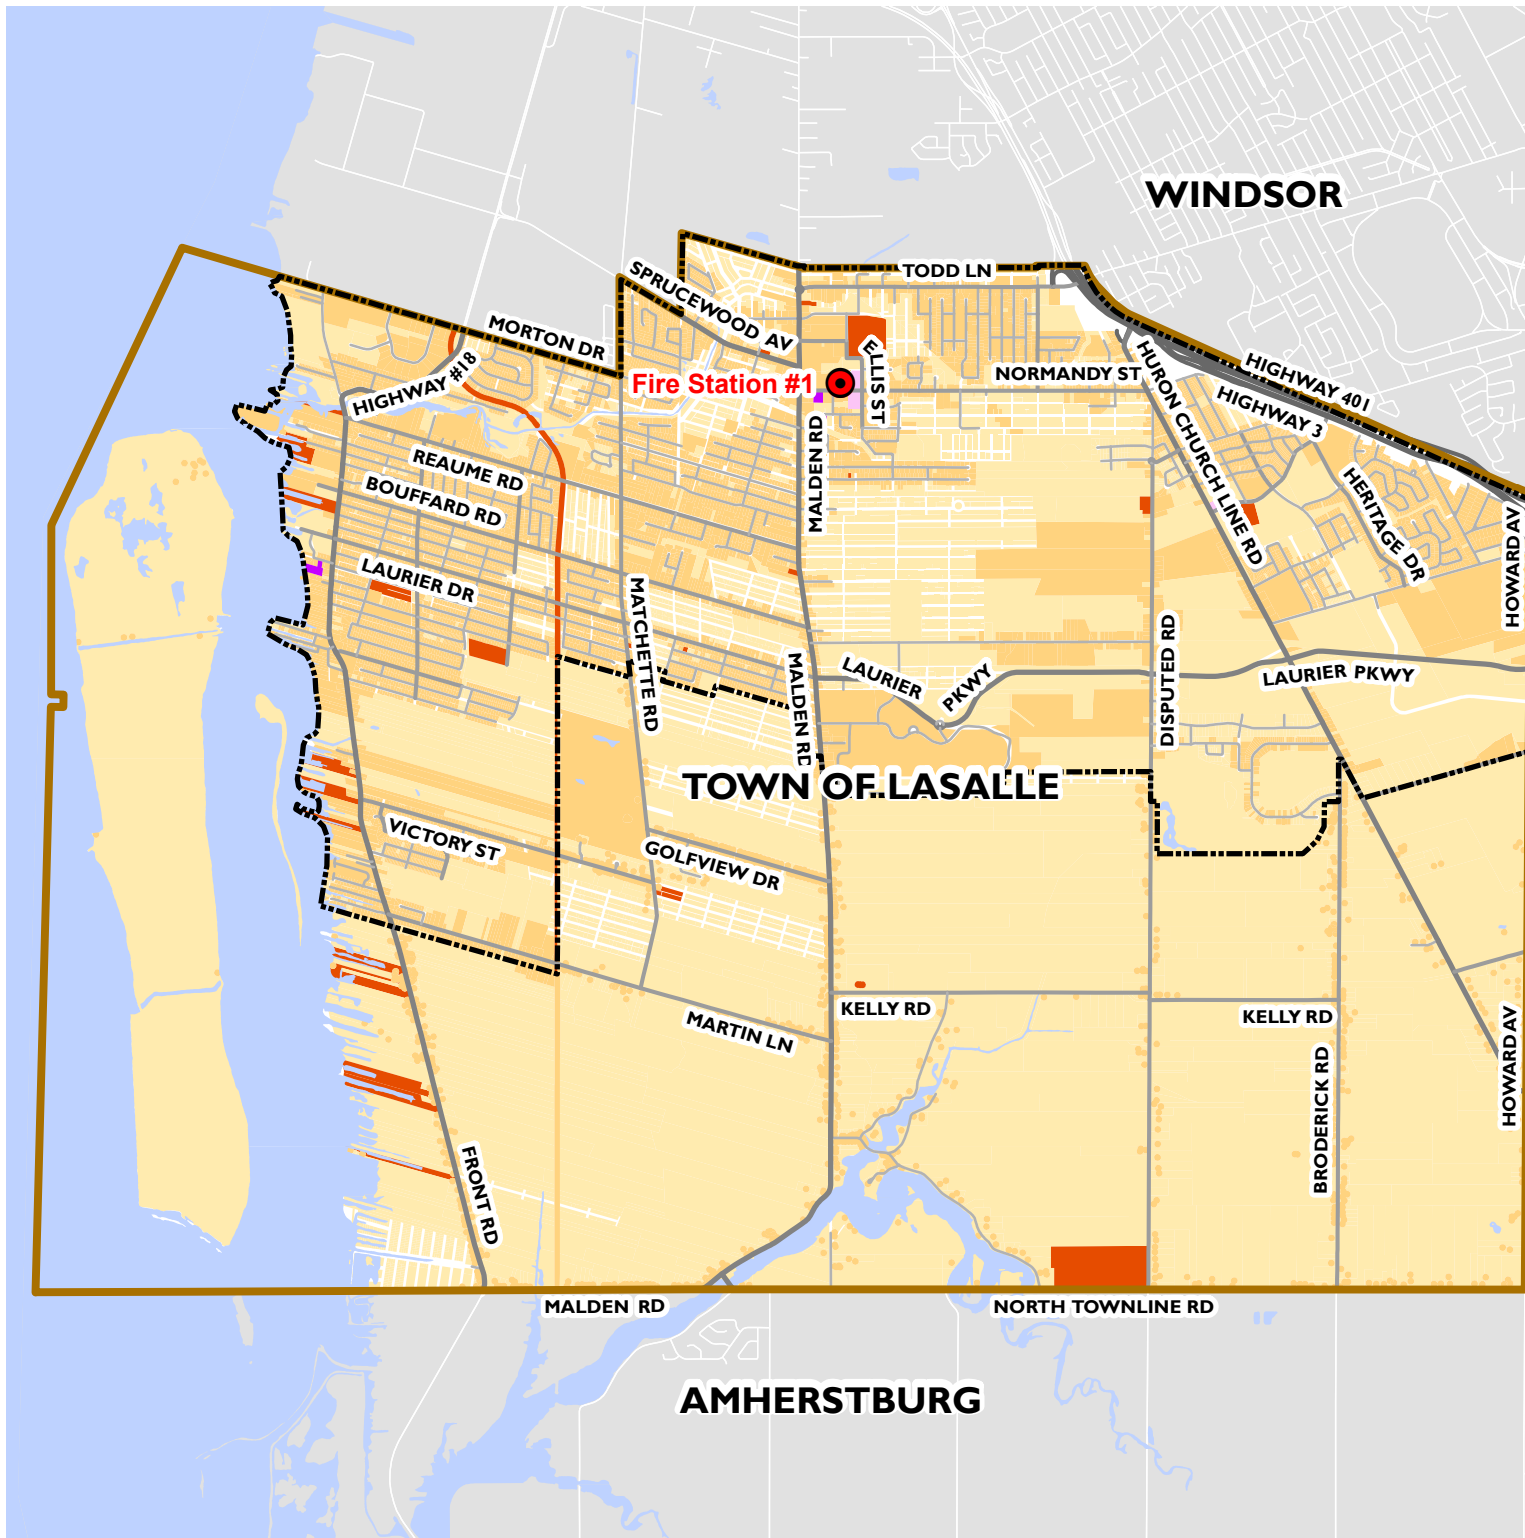 WINDSOR
TODD LN
SPRUCEWOOD AV
MORTON DR
HIGHWAY #18
Fire Station #1
ELLIS ST
NORMANDY ST
HURON CHURCH LINE RD
HIGHWAY 401
HIGHWAY 3
HERITAGE DR
HOWARD AV
REAUME RD
BOUFFARD RD
MALDEN RD
LAURIER DR
MATCHETTE RD
MALDEN RD
LAURIER PKWY
DISPUTED RD
LAURIER PKWY
TOWN OF LASALLE
VICTORY ST
GOLFVIEW DR
MARTIN LN
KELLY RD
KELLY RD
BRODERICK RD
HOWARD AV
FRONT RD
MALDEN RD
NORTH TOWNLINE RD
AMHERSTBURG